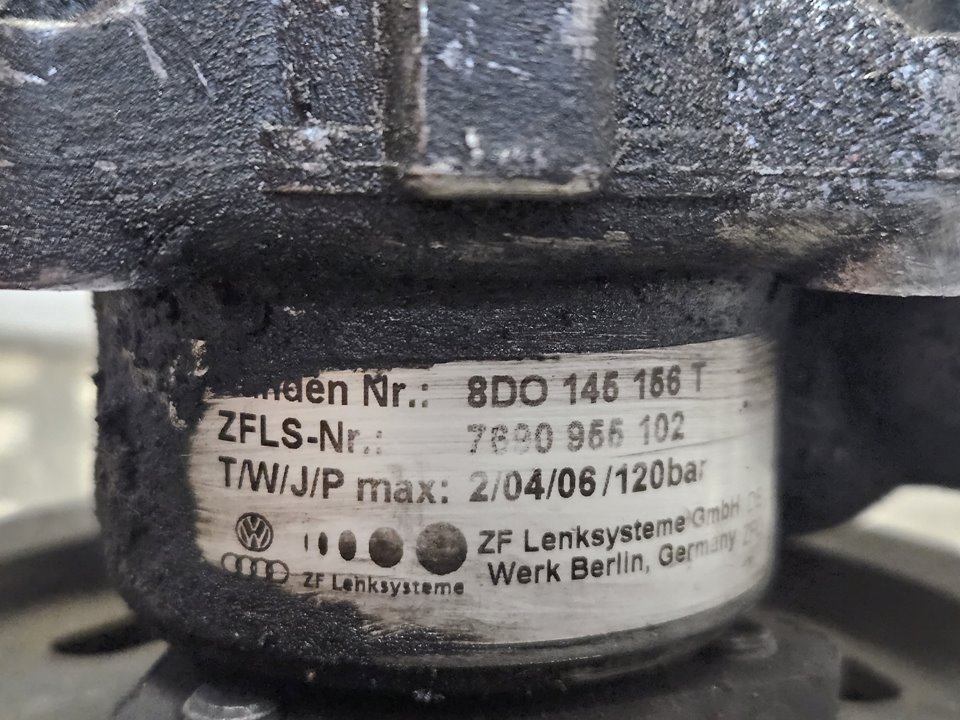 nden Nr.: 8D0 145 156 T
ZFLS-Nr.: 7690 955 102
T/W/J/P max: 2/04/06/120bar
ZF Lenksysteme GmbH
Werk Berlin, Germany
ZF Lenksysteme